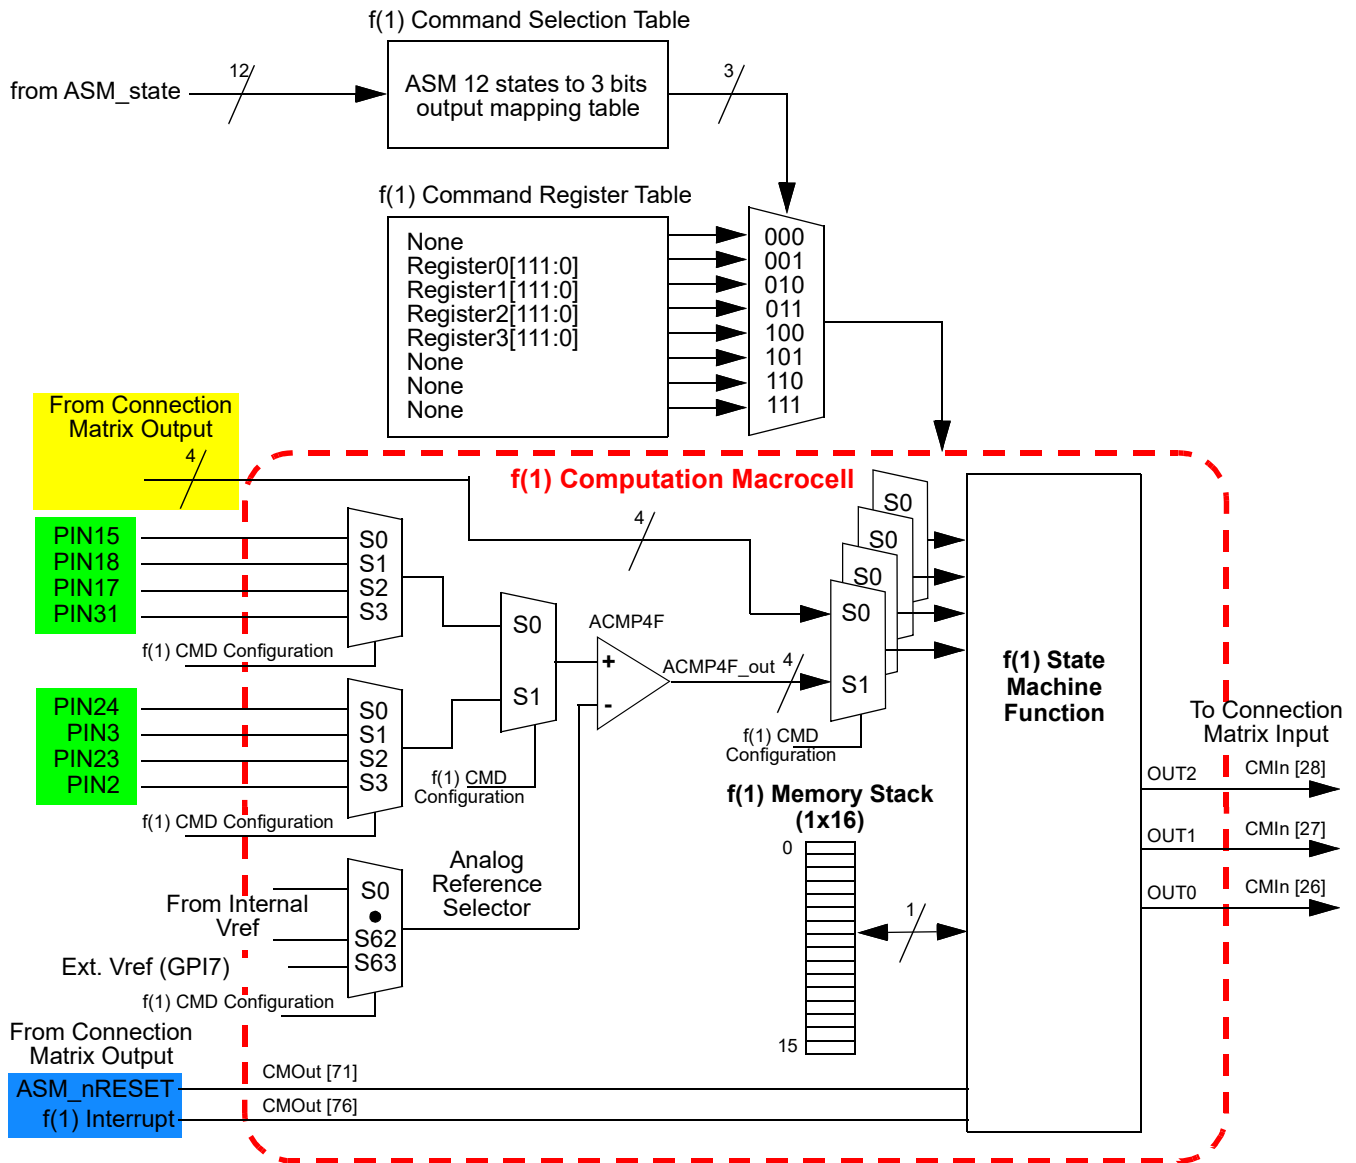 f(1) Command Selection Table
from ASM_state
12
ASM 12 states to 3 bits
output mapping table
3
f(1) Command Register Table
None
Register0[111:0]
Register1[111:0]
Register2[111:0]
Register3[111:0]
None
None
None
000
001
010
011
100
101
110
111
From Connection
Matrix Output
4
f(1) Computation Macrocell
PIN15
PIN18
PIN17
PIN31
S0
S1
S2
S3
f(1) CMD Configuration
PIN24
PIN3
PIN23
PIN2
S0
S1
S2
S3
f(1) CMD Configuration
S0
S1
f(1) CMD
Configuration
ACMP4F
+
-
ACMP4F_out
4
4
S0
S0
S0
S0
S1
f(1) CMD
Configuration
f(1) State
Machine
Function
f(1) Memory Stack
(1x16)
0
15
1
Analog
Reference
Selector
From Internal
Vref
Ext. Vref (GPI7)
S0
S62
S63
f(1) CMD Configuration
To Connection
Matrix Input
OUT2
CMIn [28]
OUT1
CMIn [27]
OUT0
CMIn [26]
From Connection
Matrix Output
ASM_nRESET
f(1) Interrupt
CMOut [71]
CMOut [76]